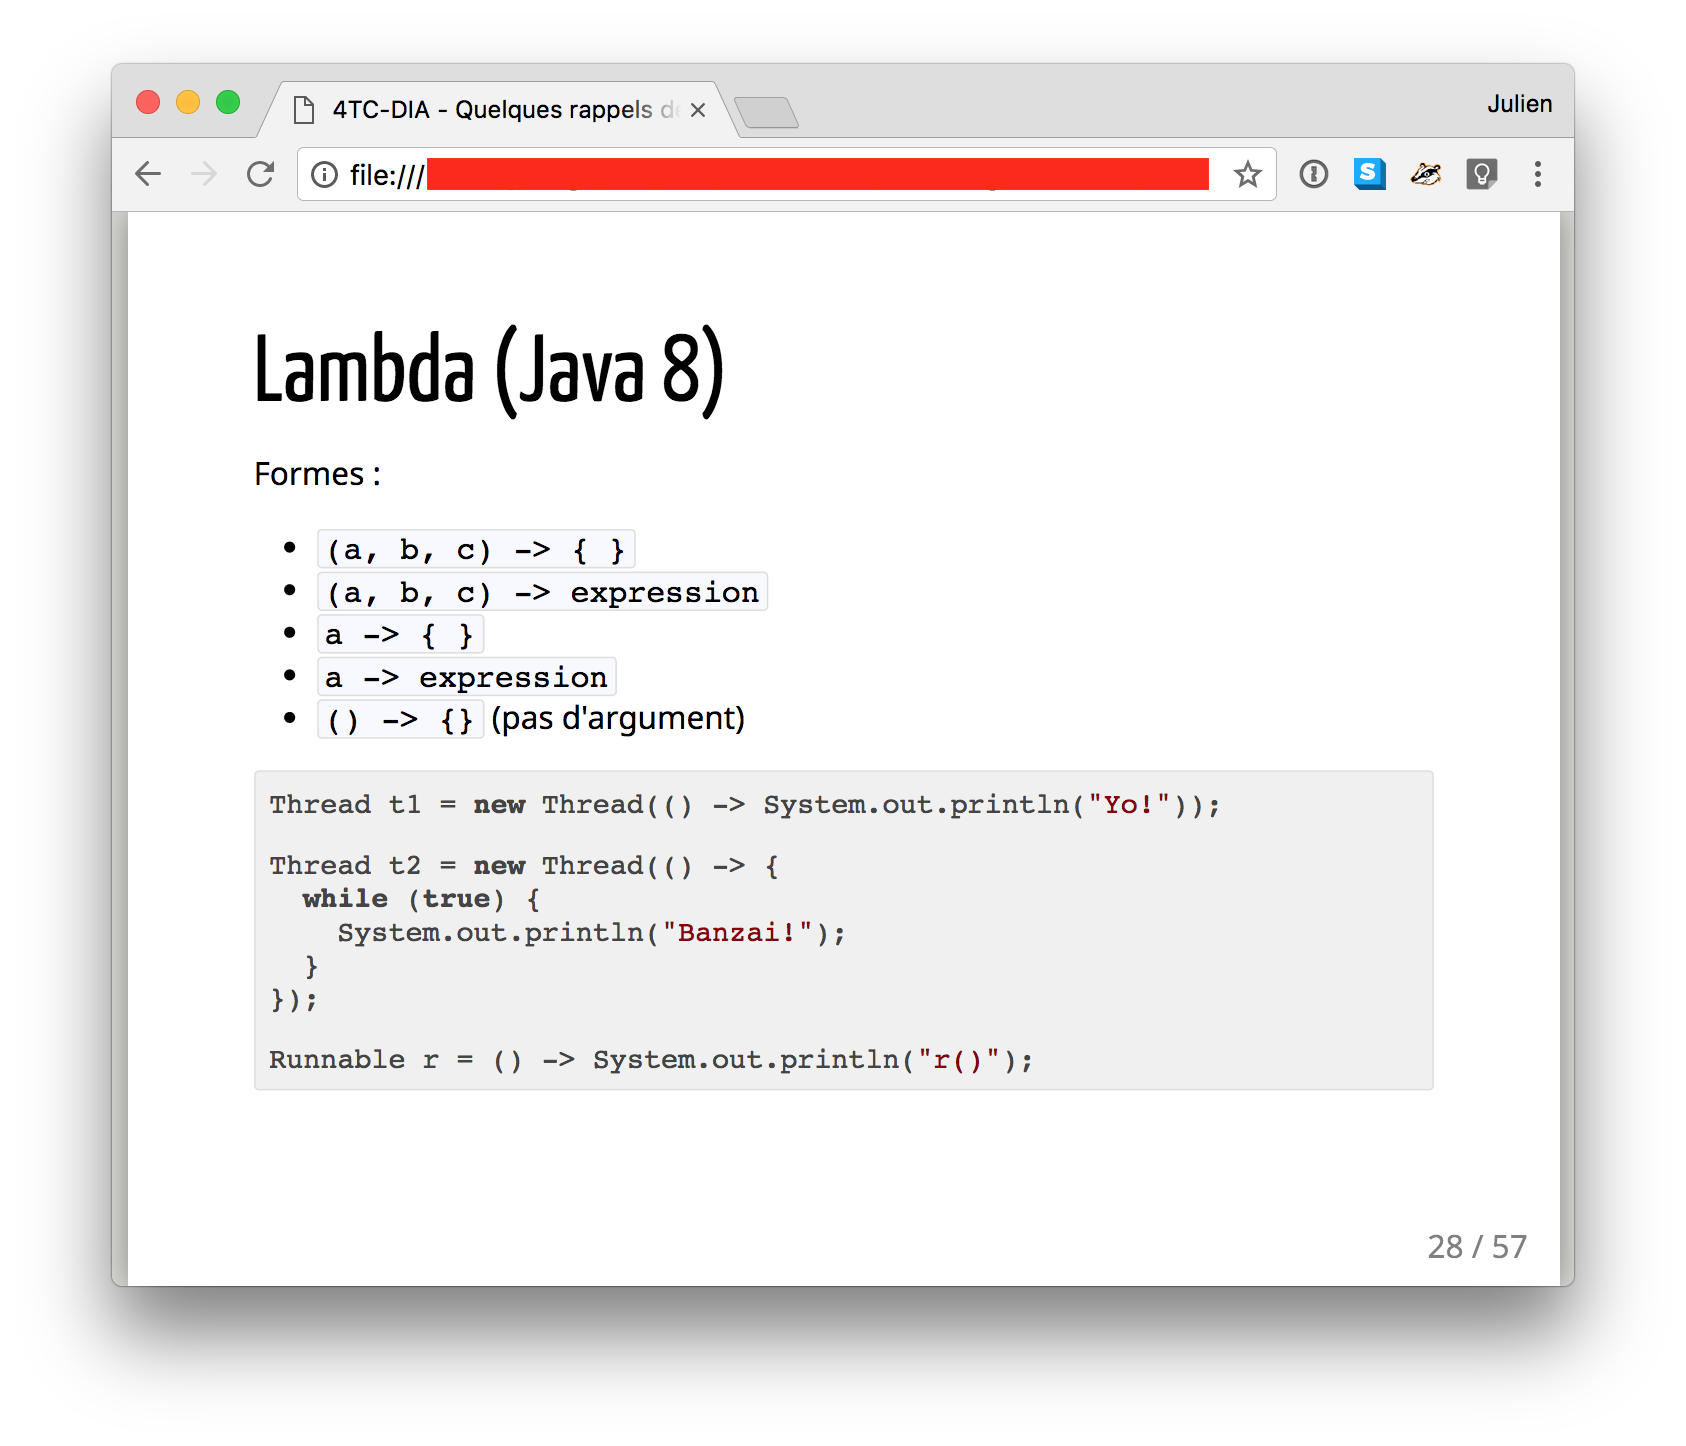 4TC-DIA - Quelques rappels de
Julien
file:///
Lambda (Java 8)
Formes :
(a, b, c) -> { }
(a, b, c) -> expression
a -> { }
a -> expression
() -> {} (pas d'argument)
Thread t1 = new Thread(() -> System.out.println("Yo!"));
Thread t2 = new Thread(() -> {
  while (true) {
    System.out.println("Banzai!");
  }
});
Runnable r = () -> System.out.println("r()");
28 / 57